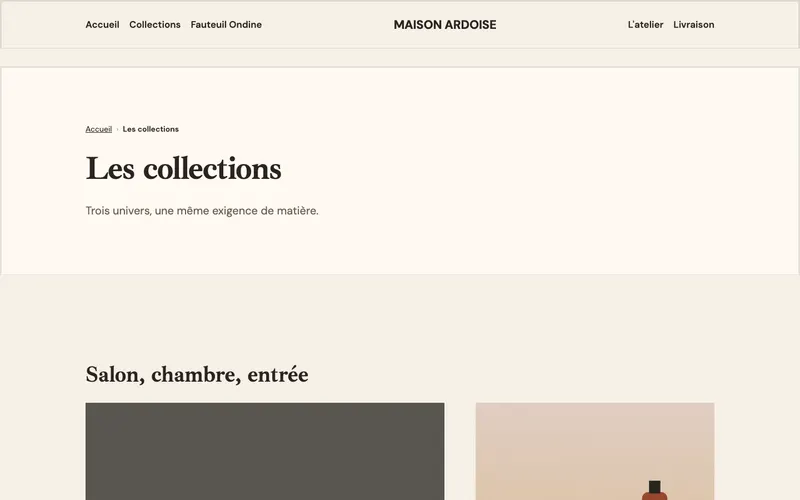 Accueil Collections Fauteuil Ondine MAISON ARDOISE L'atelier Livraison
Accueil › Les collections
Les collections
Trois univers, une même exigence de matière.
Salon, chambre, entrée